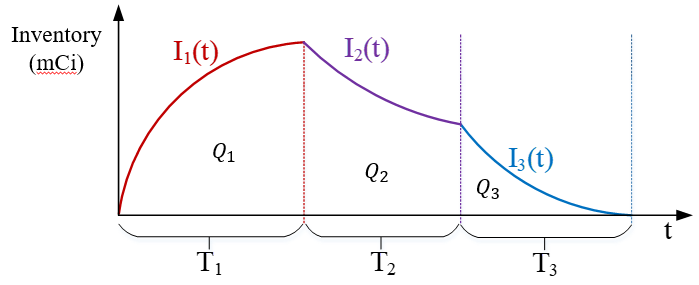 Inventory
(mCi)
I₁(t)
I₂(t)
I₃(t)
Q₁
Q₂
Q₃
t
T₁
T₂
T₃